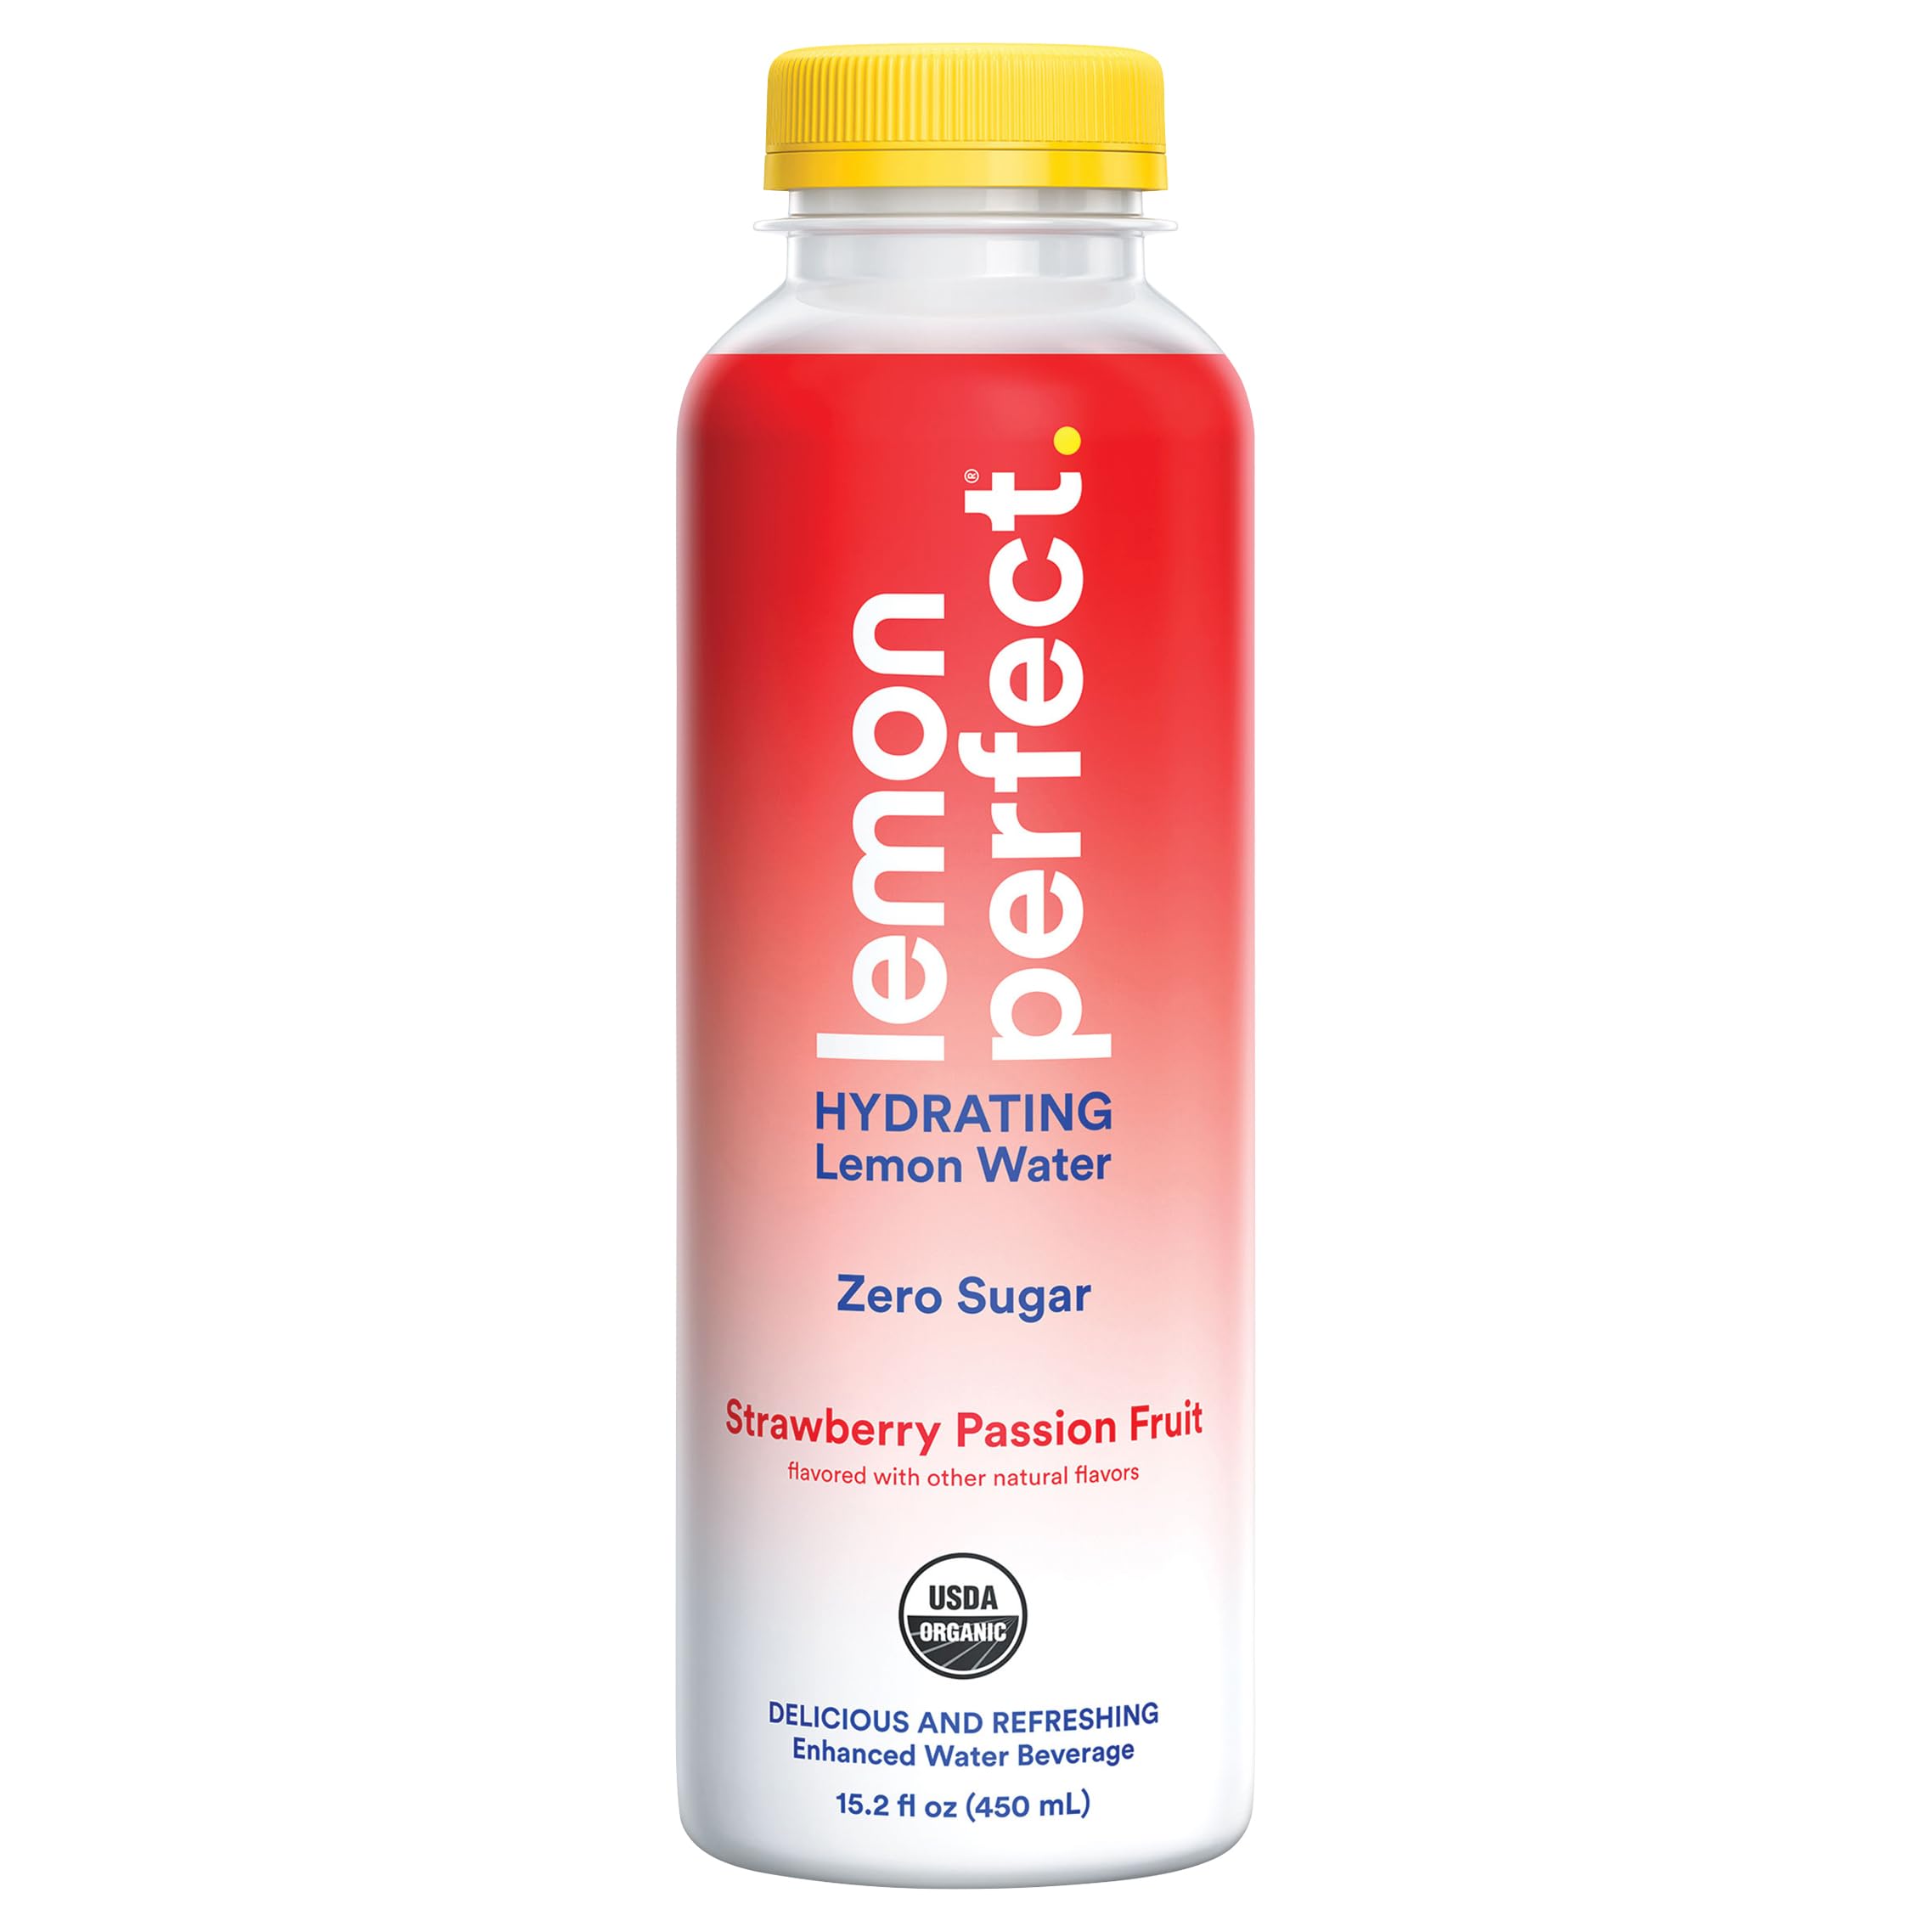 lemon
perfect.®
HYDRATING
Lemon Water
Zero Sugar
Strawberry Passion Fruit
flavored with other natural flavors
USDA
ORGANIC
DELICIOUS AND REFRESHING
Enhanced Water Beverage
15.2 fl oz (450 mL)